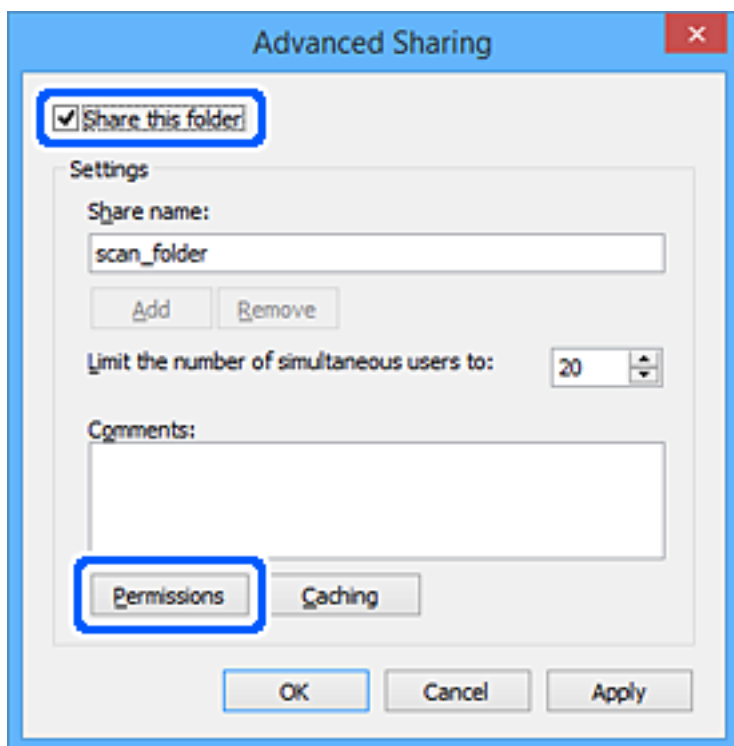 Advanced Sharing
Share this folder
Settings
Share name:
scan_folder
Add Remove
Limit the number of simultaneous users to: 20
Comments:
Permissions Caching
OK Cancel Apply